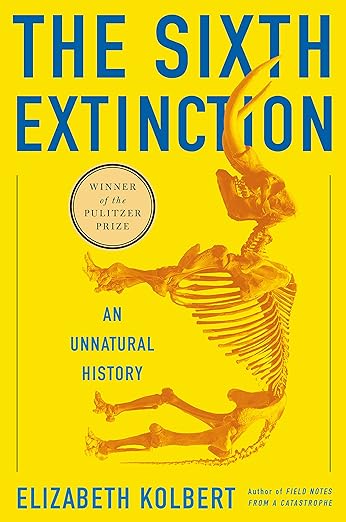 THE SIXTH
EXTINCTION
WINNER
of the
PULITZER
PRIZE
AN
UNNATURAL
HISTORY
ELIZABETH KOLBERT
Author of FIELD NOTES
FROM A CATASTROPHE